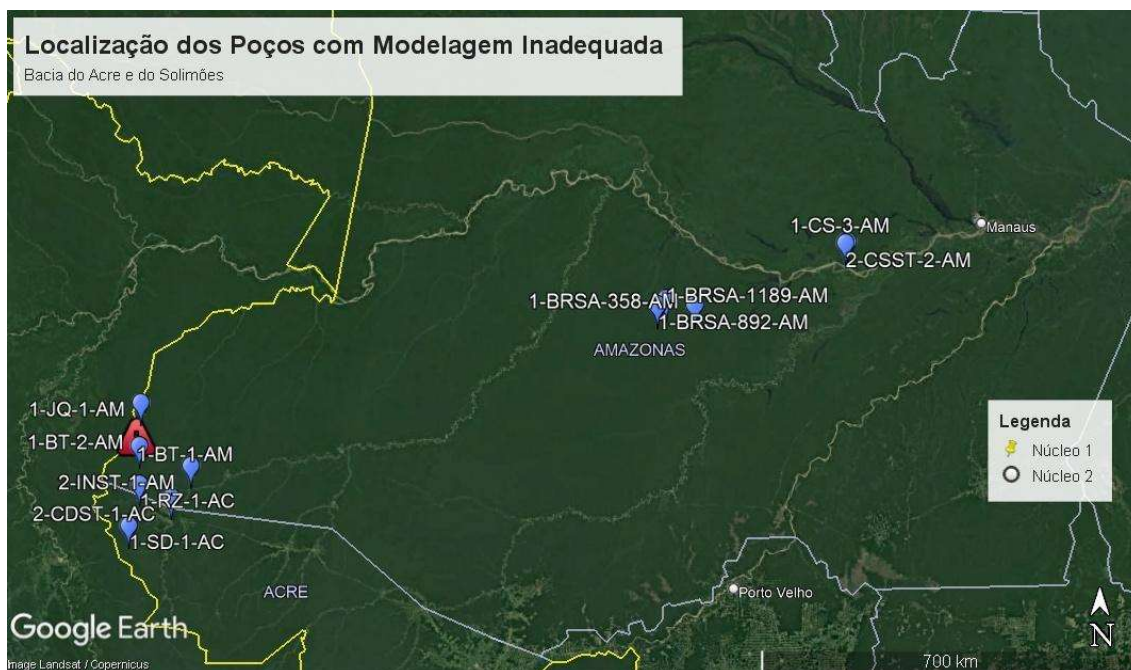 Localização dos Poços com Modelagem Inadequada
Bacia do Acre e do Solimões
1-CS-3-AM
Manaus
2-CSST-2-AM
1-BRSA-358-AM
1-BRSA-1189-AM
1-BRSA-892-AM
AMAZONAS
1-JQ-1-AM
1-BT-2-AM
1-BT-1-AM
2-INST-1-AM
1-RZ-1-AC
2-CDST-1-AC
1-SD-1-AC
Legenda
Núcleo 1
Núcleo 2
ACRE
Porto Velho
Google Earth
N
Image Landsat / Copernicus
700 km